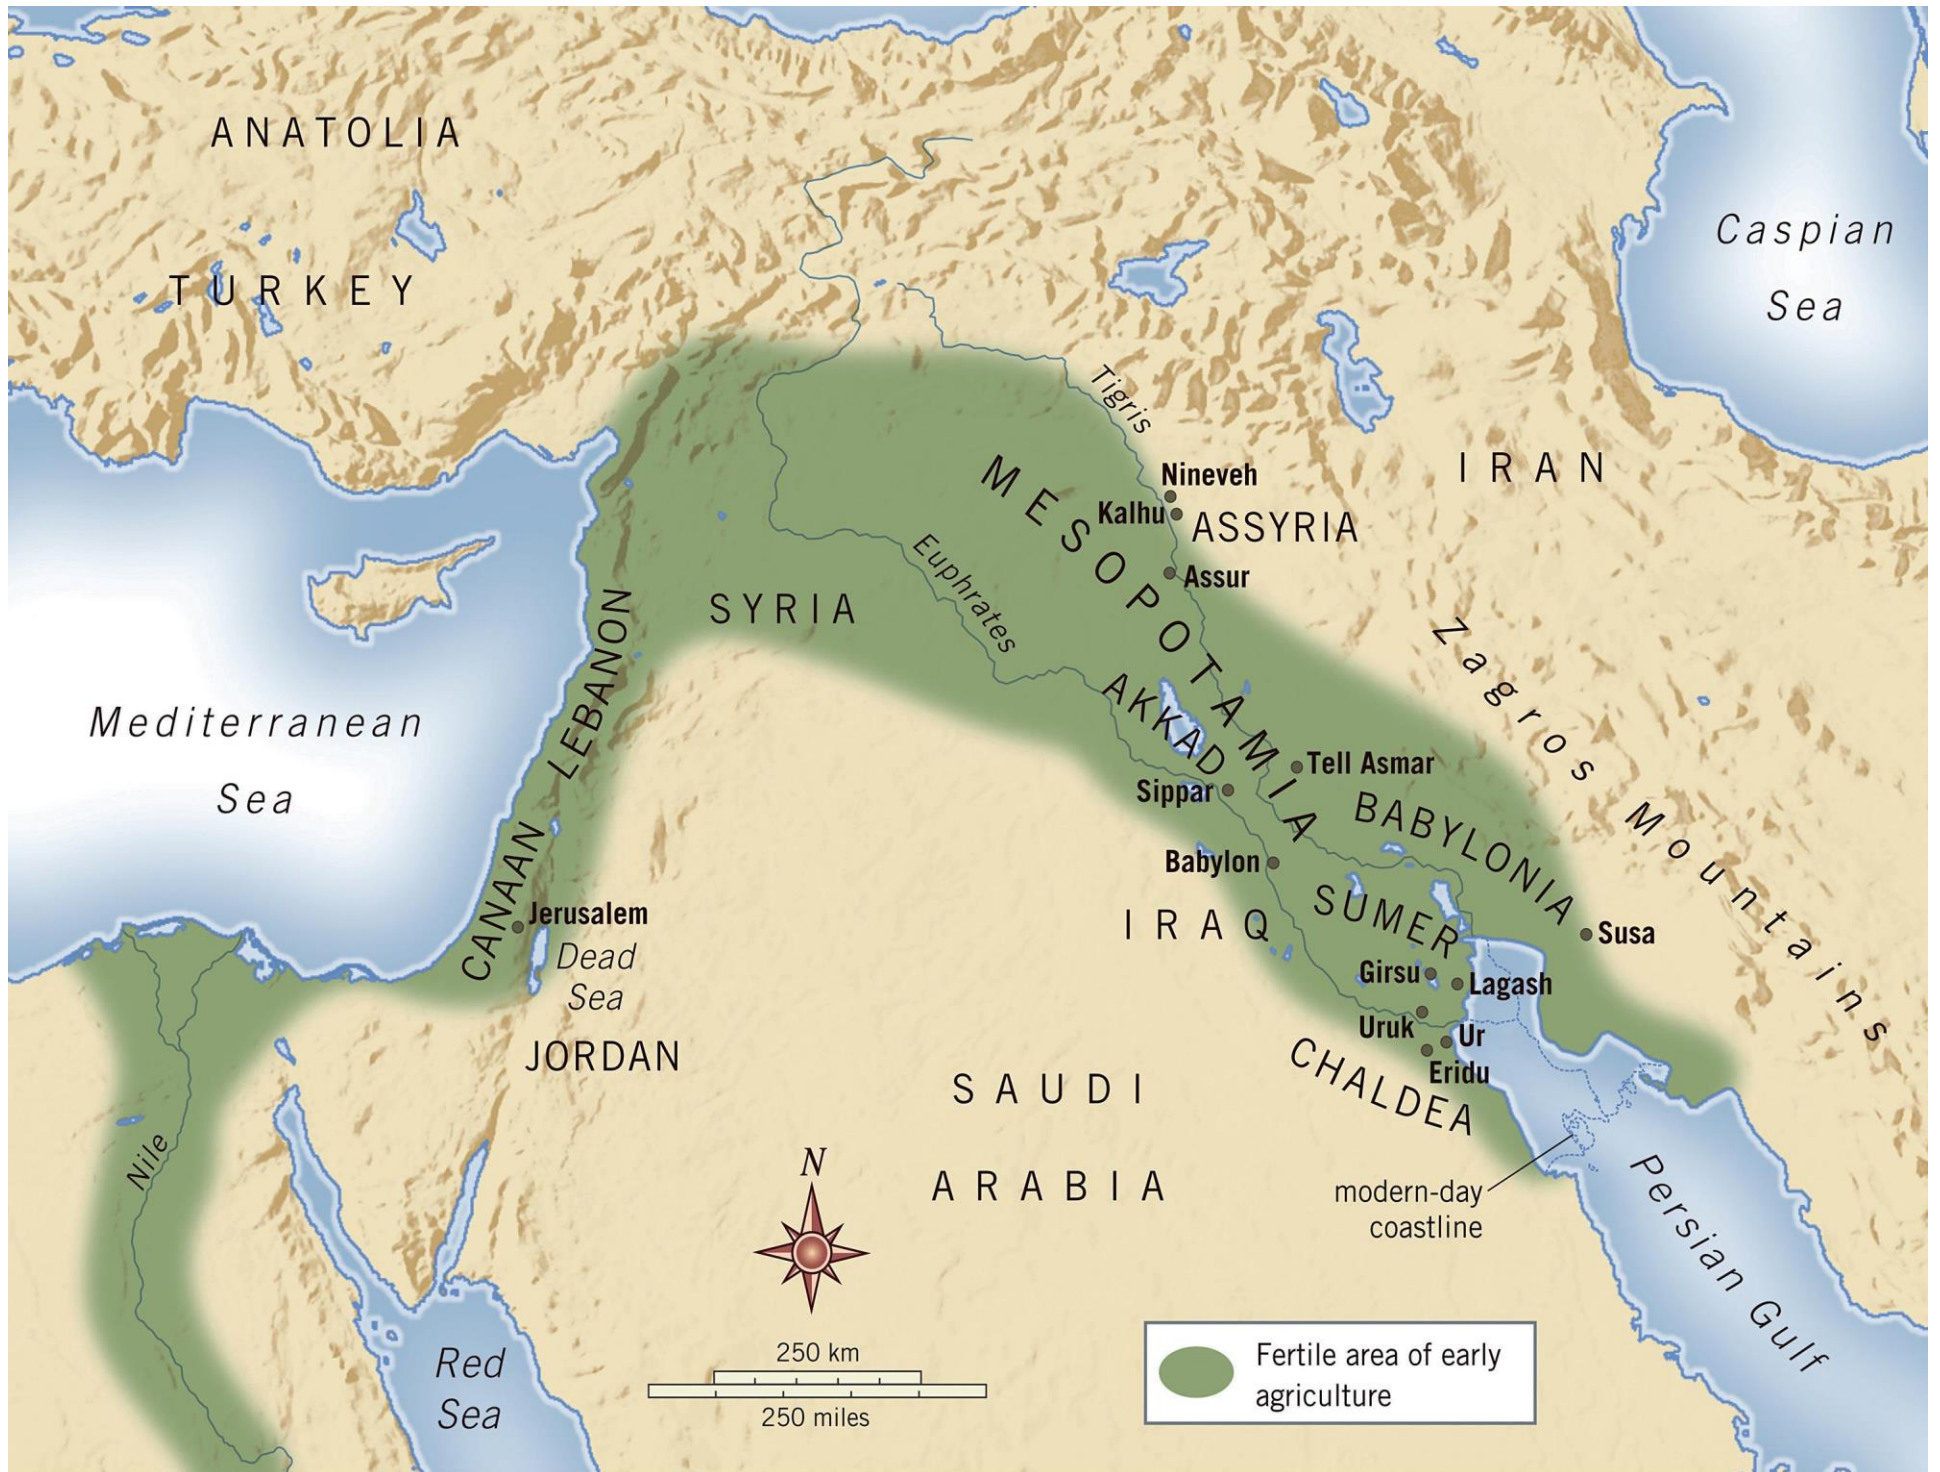 ANATOLIA
TURKEY
Caspian
Sea
Tigris
IRAN
Nineveh
Kalhu
ASSYRIA
MESOPOTAMIA
Assur
Euphrates
SYRIA
LEBANON
Zagros Mountains
Mediterranean
Sea
AKKAD
Tell Asmar
Sippar
BABYLONIA
Babylon
SUMER
CANAAN
Jerusalem
IRAQ
Susa
Dead
Sea
Girsu
Lagash
Uruk
Ur
Eridu
JORDAN
CHALDEA
SAUDI
ARABIA
Nile
N
modern-day
coastline
Persian Gulf
Red
Sea
250 km
250 miles
Fertile area of early
agriculture